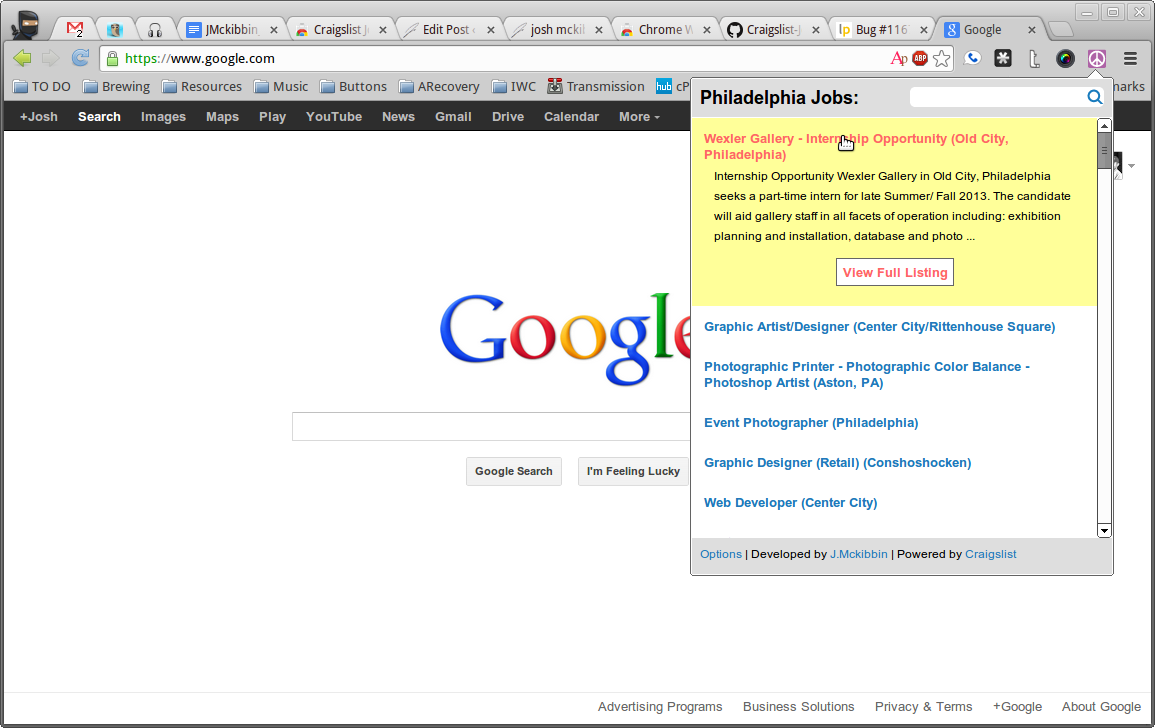 2
JMckibbin
Craigslist J
Edit Post
josh mckil
Chrome W
Craigslist-J
lp Bug #116
Google
https://www.google.com
Ap
ABP
TO DO
Brewing
Resources
Music
Buttons
ARecovery
IWC
Transmission
hub cP
marks
+Josh Search Images Maps Play YouTube News Gmail Drive Calendar More
Philadelphia Jobs:
Wexler Gallery - Internship Opportunity (Old City,
Philadelphia)
Internship Opportunity Wexler Gallery in Old City, Philadelphia
seeks a part-time intern for late Summer/ Fall 2013. The candidate
will aid gallery staff in all facets of operation including: exhibition
planning and installation, database and photo ...
View Full Listing
Graphic Artist/Designer (Center City/Rittenhouse Square)
Photographic Printer - Photographic Color Balance -
Photoshop Artist (Aston, PA)
Event Photographer (Philadelphia)
Graphic Designer (Retail) (Conshoshocken)
Web Developer (Center City)
Options | Developed by J.Mckibbin | Powered by Craigslist
Google
Google Search
I'm Feeling Lucky
Advertising Programs Business Solutions Privacy & Terms +Google About Google